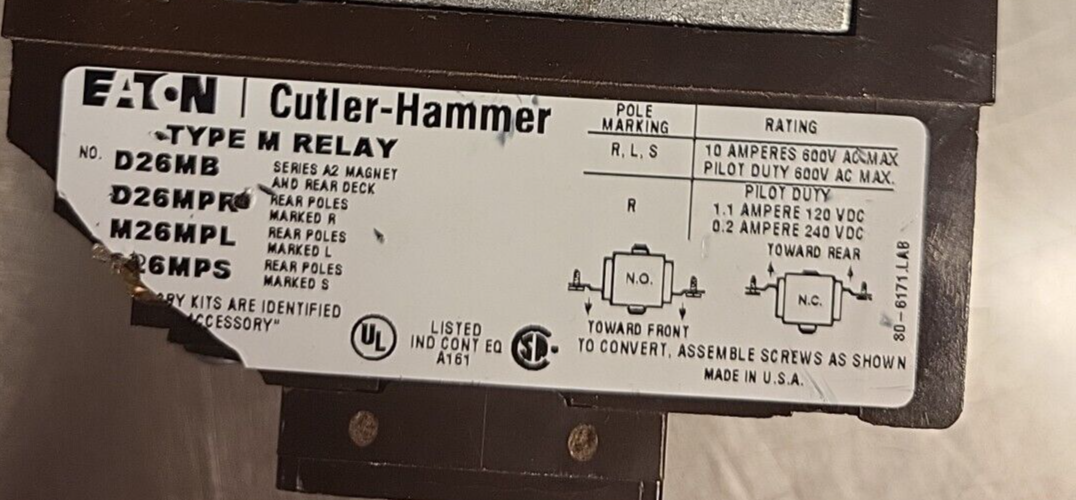 EATON | Cutler-Hammer
TYPE M RELAY
NO. D26MB SERIES A2 MAGNET
AND REAR DECK
D26MPR REAR POLES
MARKED R
M26MPL REAR POLES
MARKED L
26MPS REAR POLES
MARKED S
RY KITS ARE IDENTIFIED
ACCESSORY"
UL
LISTED
IND CONT EQ
A161
POLE
MARKING
RATING
R, L, S
10 AMPERES 600V AC MAX
PILOT DUTY 600V AC MAX.
R
PILOT DUTY
1.1 AMPERE 120 VDC
0.2 AMPERE 240 VDC
TOWARD REAR
N.O.
N.C.
TOWARD FRONT
TO CONVERT, ASSEMBLE SCREWS AS SHOWN
MADE IN U.S.A.
80-6171.LAB